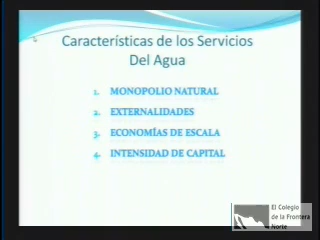 Características de los Servicios
Del Agua
1. MONOPOLIO NATURAL
2. EXTERNALIDADES
3. ECONOMÍAS DE ESCALA
4. INTENSIDAD DE CAPITAL
El Colegio
de la Frontera
Norte